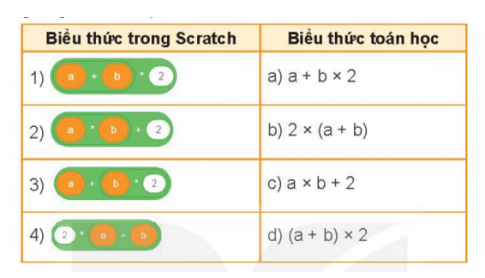 Biểu thức trong Scratch Biểu thức toán học
1) a + b * 2 a) a + b × 2
2) a * b + 2 b) 2 × (a + b)
3) a + b * 2 c) a × b + 2
4) 2 * a + b d) (a + b) × 2